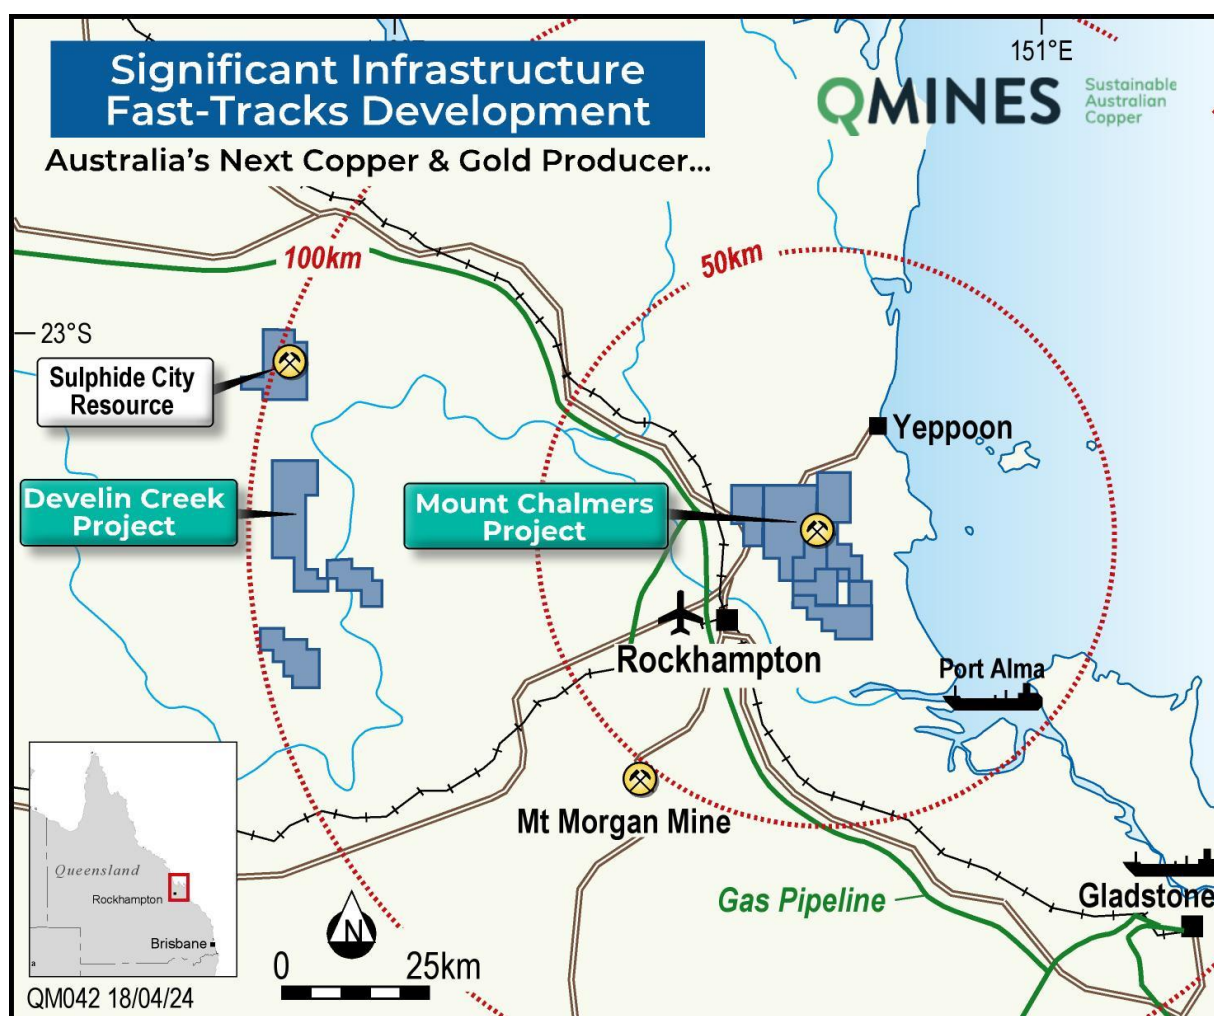 Significant Infrastructure
Fast-Tracks Development
Australia's Next Copper & Gold Producer...
QMINES
Sustainable
Australian
Copper
151°E
100km
50km
23°S
Sulphide City
Resource
Yeppoon
Develin Creek
Project
Mount Chalmers
Project
Rockhampton
Port Alma
Mt Morgan Mine
Queensland
Rockhampton
Brisbane
Gas Pipeline
Gladstone
N
0
25km
QM042 18/04/24